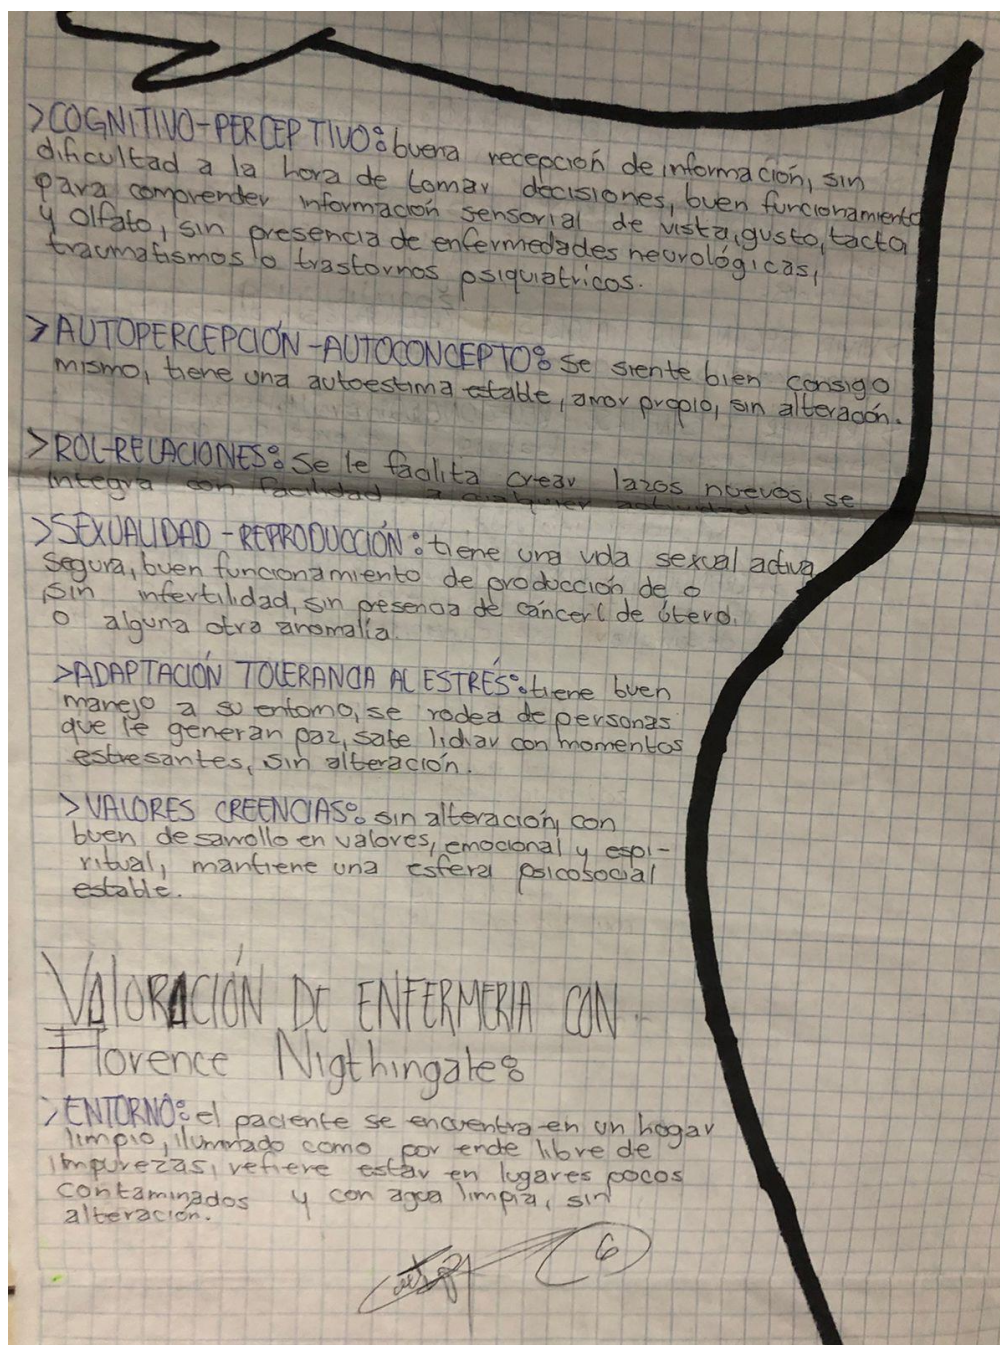 >COGNITIVO-PERCEPTIVO: buena recepción de información, sin
dificultad a la hora de tomar decisiones, buen funcionamiento
para comprender información sensorial de vista, gusto, tacto
y olfato, sin presencia de enfermedades neurológicas,
traumatismos o trastornos psiquiatricos.
>AUTOPERCEPCIÓN-AUTOCONCEPTO: se siente bien consigo
mismo, tiene una autoestima estable, amor propio, sin alteración.
>ROL-RELACIONES: Se le facilita crear lazos nuevos, se
integra con facilidad a cualquier actividad
>SEXUALIDAD-REPRODUCCIÓN: tiene una vida sexual activa
segura, buen funcionamiento de producción de o
,sin infertilidad, sin presencia de cáncer de útero.
o alguna otra anomalía
>ADAPTACIÓN TOLERANCIA AL ESTRÉS: tiene buen
manejo a su entorno, se rodea de personas
que le generan paz, sabe lidiar con momentos
estresantes, sin alteración.
>VALORES CREENCIAS: sin alteración, con
buen desarrollo en valores, emocional y espi-
ritual, mantiene una esfera psicosocial
estable.
VALORACIÓN DE ENFERMERIA CON
Florence Nigthingale:
>ENTORNO: el paciente se encuentra en un hogar
limpio, iluminado como por ende libre de
impurezas, refiere estar en lugares pocos
contaminados y con agua limpia, sin
alteración.
6